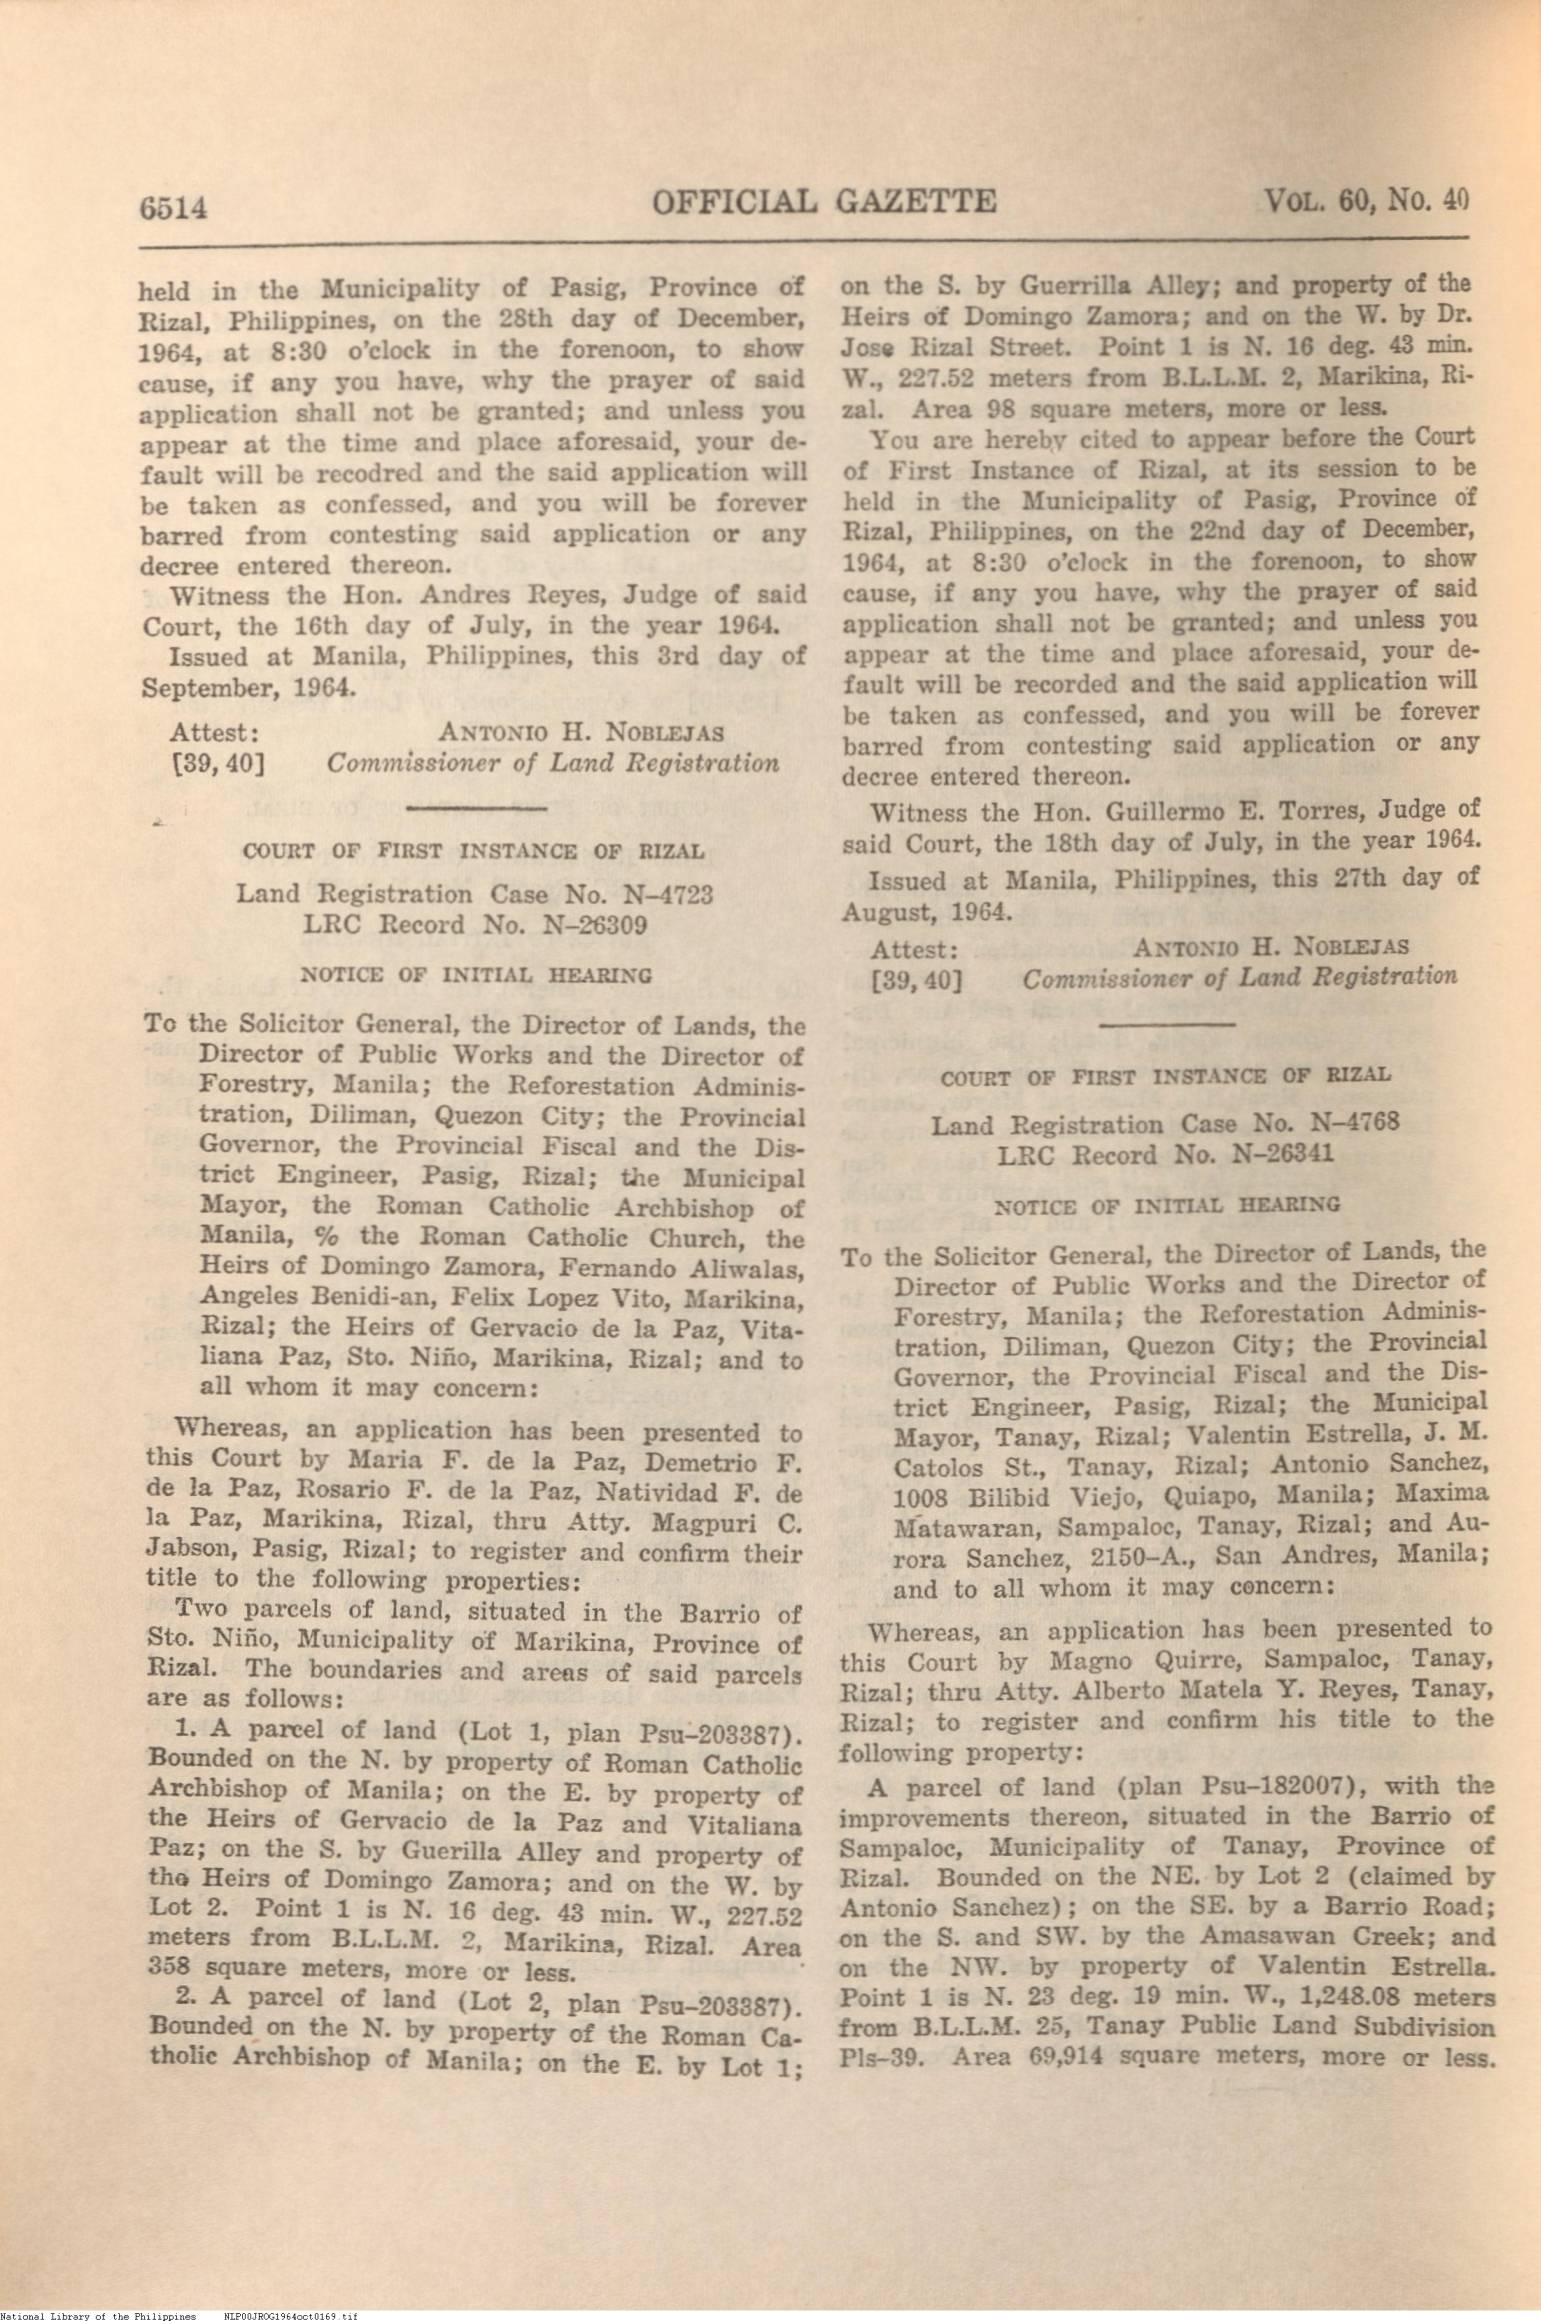 6514
OFFICIAL GAZETTE
VOL. 60, NO. 40
held in the Municipality of Pasig, Province of
Rizal, Philippines, on the 28th day of December,
1964, at 8:30 o'clock in the forenoon, to show
cause, if any you have, why the prayer of said
application shall not be granted; and unless you
appear at the time and place aforesaid, your de-
fault will be recodred and the said application will
be taken as confessed, and you will be forever
barred from contesting said application or any
decree entered thereon.
Witness the Hon. Andres Reyes, Judge of said
Court, the 16th day of July, in the year 1964.
Issued at Manila, Philippines, this 3rd day of
September, 1964.
Attest: ANTONIO H. NOBLEJAS
[39, 40] Commissioner of Land Registration
COURT OF FIRST INSTANCE OF RIZAL
Land Registration Case No. N–4723
LRC Record No. N–26309
NOTICE OF INITIAL HEARING
To the Solicitor General, the Director of Lands, the
Director of Public Works and the Director of
Forestry, Manila; the Reforestation Adminis-
tration, Diliman, Quezon City; the Provincial
Governor, the Provincial Fiscal and the Dis-
trict Engineer, Pasig, Rizal; the Municipal
Mayor, the Roman Catholic Archbishop of
Manila, % the Roman Catholic Church, the
Heirs of Domingo Zamora, Fernando Aliwalas,
Angeles Benidi-an, Felix Lopez Vito, Marikina,
Rizal; the Heirs of Gervacio de la Paz, Vita-
liana Paz, Sto. Niño, Marikina, Rizal; and to
all whom it may concern:
Whereas, an application has been presented to
this Court by Maria F. de la Paz, Demetrio F.
de la Paz, Rosario F. de la Paz, Natividad F. de
la Paz, Marikina, Rizal, thru Atty. Magpuri C.
Jabson, Pasig, Rizal; to register and confirm their
title to the following properties:
Two parcels of land, situated in the Barrio of
Sto. Niño, Municipality of Marikina, Province of
Rizal. The boundaries and areas of said parcels
are as follows:
1. A parcel of land (Lot 1, plan Psu–203387).
Bounded on the N. by property of Roman Catholic
Archbishop of Manila; on the E. by property of
the Heirs of Gervacio de la Paz and Vitaliana
Paz; on the S. by Guerilla Alley and property of
the Heirs of Domingo Zamora; and on the W. by
Lot 2. Point 1 is N. 16 deg. 43 min. W., 227.52
meters from B.L.L.M. 2, Marikina, Rizal. Area
358 square meters, more or less.
2. A parcel of land (Lot 2, plan Psu–203387).
Bounded on the N. by property of the Roman Ca-
tholic Archbishop of Manila; on the E. by Lot 1;
on the S. by Guerrilla Alley; and property of the
Heirs of Domingo Zamora; and on the W. by Dr.
Jose Rizal Street. Point 1 is N. 16 deg. 43 min.
W., 227.52 meters from B.L.L.M. 2, Marikina, Ri-
zal. Area 98 square meters, more or less.
You are hereby cited to appear before the Court
of First Instance of Rizal, at its session to be
held in the Municipality of Pasig, Province of
Rizal, Philippines, on the 22nd day of December,
1964, at 8:30 o'clock in the forenoon, to show
cause, if any you have, why the prayer of said
application shall not be granted; and unless you
appear at the time and place aforesaid, your de-
fault will be recorded and the said application will
be taken as confessed, and you will be forever
barred from contesting said application or any
decree entered thereon.
Witness the Hon. Guillermo E. Torres, Judge of
said Court, the 18th day of July, in the year 1964.
Issued at Manila, Philippines, this 27th day of
August, 1964.
Attest: ANTONIO H. NOBLEJAS
[39, 40] Commissioner of Land Registration
COURT OF FIRST INSTANCE OF RIZAL
Land Registration Case No. N–4768
LRC Record No. N–26341
NOTICE OF INITIAL HEARING
To the Solicitor General, the Director of Lands, the
Director of Public Works and the Director of
Forestry, Manila; the Reforestation Adminis-
tration, Diliman, Quezon City; the Provincial
Governor, the Provincial Fiscal and the Dis-
trict Engineer, Pasig, Rizal; the Municipal
Mayor, Tanay, Rizal; Valentin Estrella, J. M.
Catolos St., Tanay, Rizal; Antonio Sanchez,
1008 Bilibid Viejo, Quiapo, Manila; Maxima
Matawaran, Sampaloc, Tanay, Rizal; and Au-
rora Sanchez, 2150–A., San Andres, Manila;
and to all whom it may concern:
Whereas, an application has been presented to
this Court by Magno Quirre, Sampaloc, Tanay,
Rizal; thru Atty. Alberto Matela Y. Reyes, Tanay,
Rizal; to register and confirm his title to the
following property:
A parcel of land (plan Psu–182007), with the
improvements thereon, situated in the Barrio of
Sampaloc, Municipality of Tanay, Province of
Rizal. Bounded on the NE. by Lot 2 (claimed by
Antonio Sanchez); on the SE. by a Barrio Road;
on the S. and SW. by the Amasawan Creek; and
on the NW. by property of Valentin Estrella.
Point 1 is N. 23 deg. 19 min. W., 1,248.08 meters
from B.L.L.M. 25, Tanay Public Land Subdivision
Pls–39. Area 69,914 square meters, more or less.
National Library of the Philippines NLP00JROG1964oct0169.tif